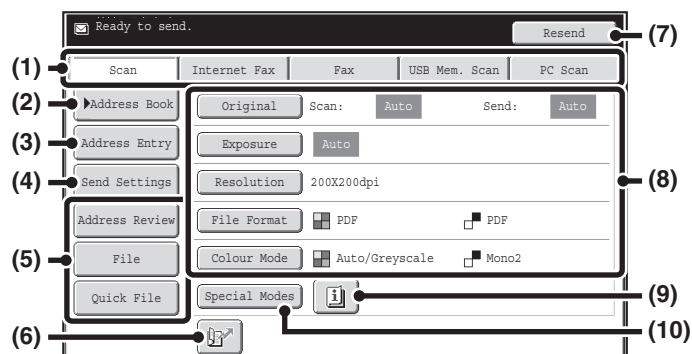 Ready to send.
Resend
(7)
(1)
Scan
Internet Fax
Fax
USB Mem. Scan
PC Scan
(2)
Address Book
Original
Scan:
Auto
Send:
Auto
(3)
Address Entry
Exposure
Auto
(4)
Send Settings
Resolution
200X200dpi
(8)
Address Review
File Format
PDF
PDF
(5)
File
Colour Mode
Auto/Greyscale
Mono2
Quick File
Special Modes
i
(9)
(6)
(10)